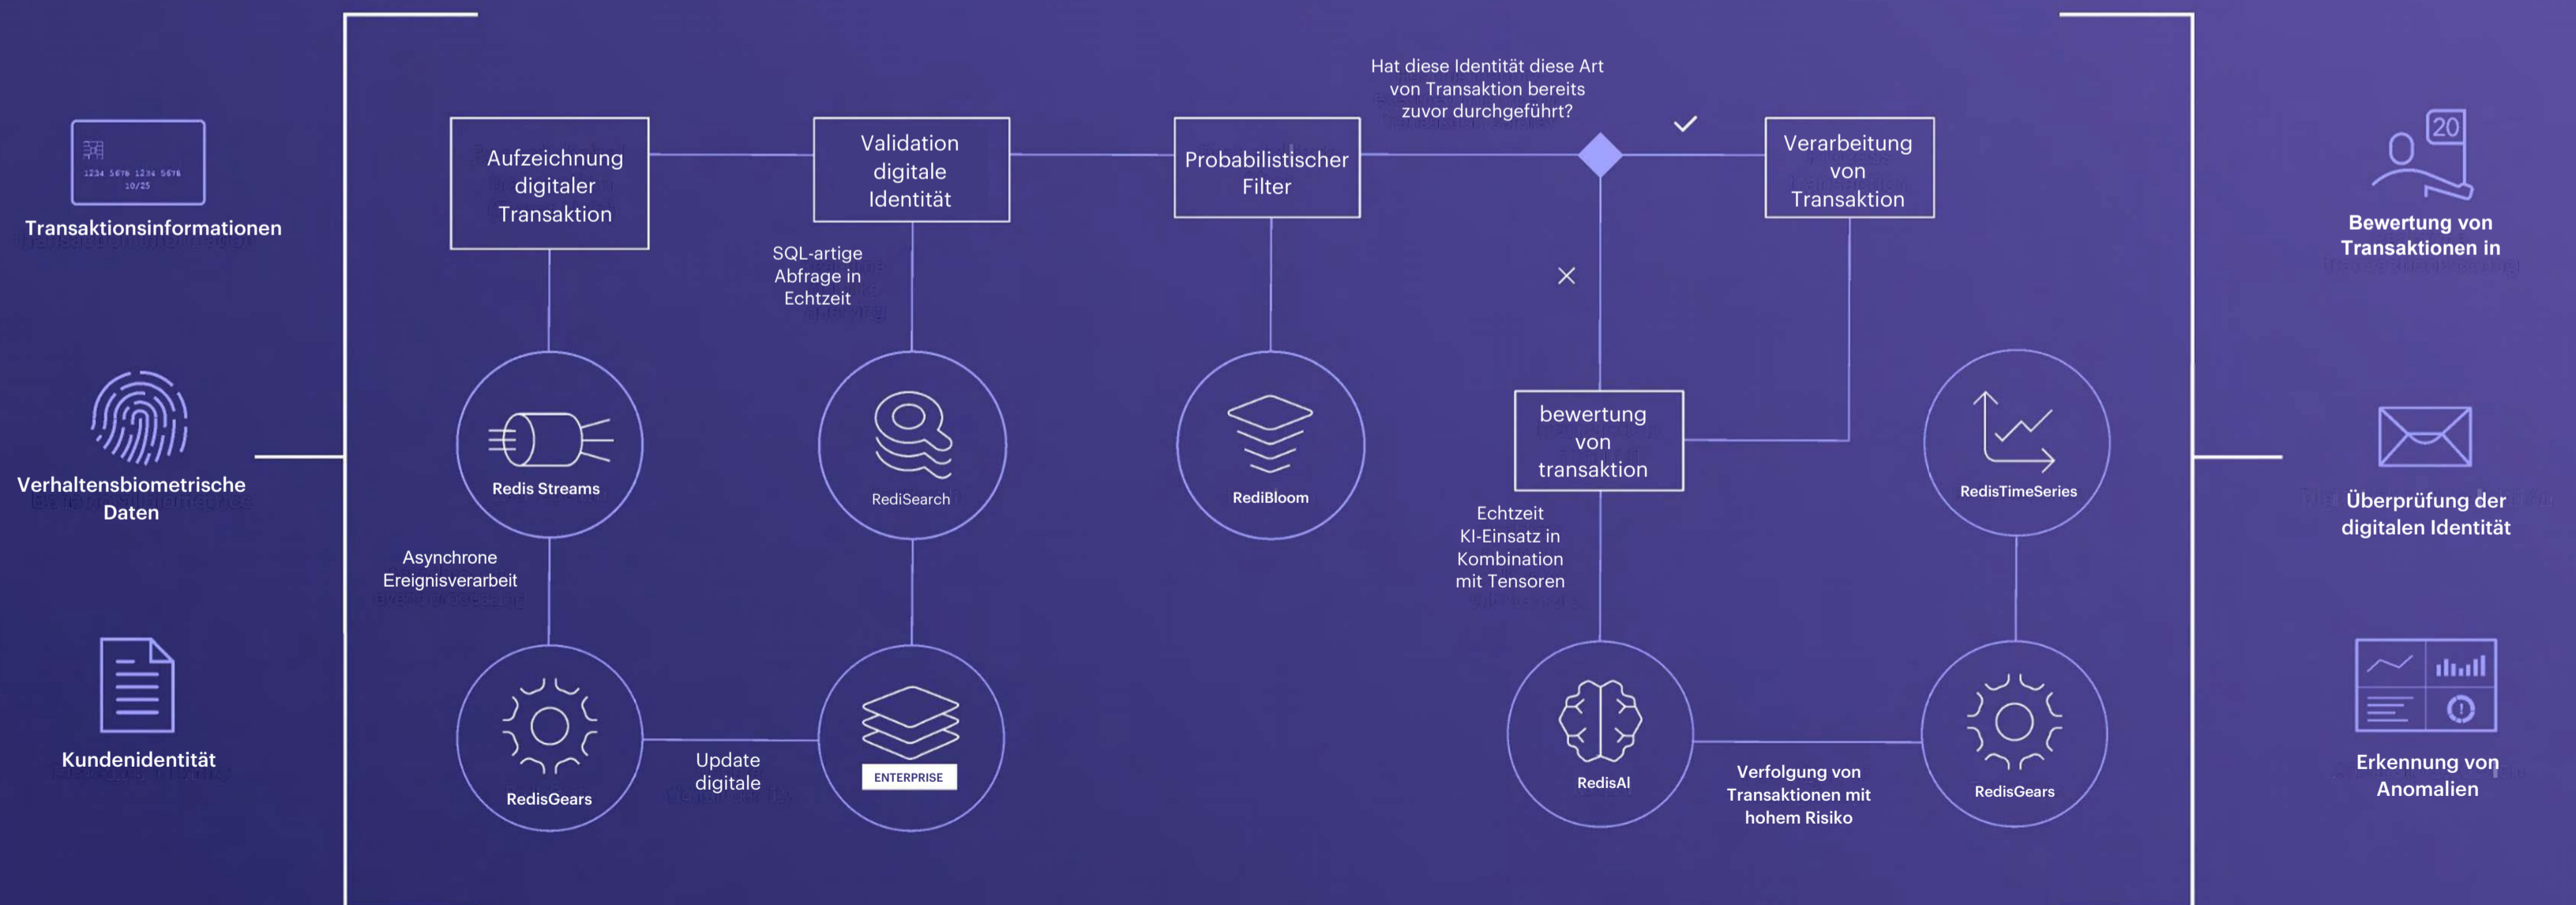 1234 5678 1234 5678
10/25
Transaktionsinformationen
Verhaltensbiometrische
Daten
Kundenidentität
Aufzeichnung
digitaler
Transaktion
Validation
digitale
Identität
Probabilistischer
Filter
Hat diese Identität diese Art
von Transaktion bereits
zuvor durchgeführt?
Verarbeitung
von
Transaktion
SQL-artige
Abfrage in
Echtzeit
Redis Streams
RediSearch
RediBloom
bewertung
von
transaktion
RedisTimeSeries
Asynchrone
Ereignisverarbeit
Echtzeit
KI-Einsatz in
Kombination
mit Tensoren
RedisGears
Update
digitale
ENTERPRISE
RedisAI
Verfolgung von
Transaktionen mit
hohem Risiko
RedisGears
20
Bewertung von
Transaktionen in
Überprüfung der
digitalen Identität
Erkennung von
Anomalien